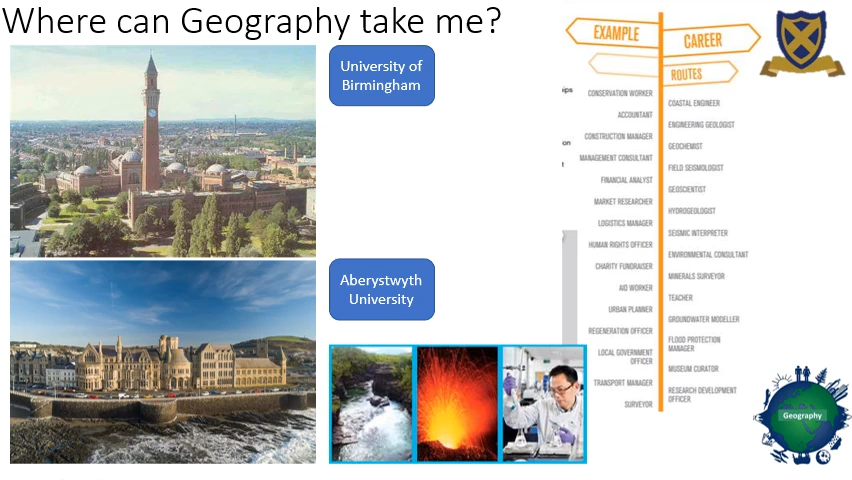 Where can Geography take me?
University of
Birmingham
Aberystwyth
University
EXAMPLE
CAREER
ROUTES
ips
on
t
CONSERVATION WORKER
ACCOUNTANT
CONSTRUCTION MANAGER
MANAGEMENT CONSULTANT
FINANCIAL ANALYST
MARKET RESEARCHER
LOGISTICS MANAGER
HUMAN RIGHTS OFFICER
CHARITY FUNDRAISER
AID WORKER
URBAN PLANNER
REGENERATION OFFICER
LOCAL GOVERNMENT
OFFICER
TRANSPORT MANAGER
SURVEYOR
COASTAL ENGINEER
ENGINEERING GEOLOGIST
GEOCHEMIST
FIELD SEISMOLOGIST
GEOSCIENTIST
HYDROGEOLOGIST
SEISMIC INTERPRETER
ENVIRONMENTAL CONSULTANT
MINERALS SURVEYOR
TEACHER
GROUNDWATER MODELLER
FLOOD PROTECTION
MANAGER
MUSEUM CURATOR
RESEARCH DEVELOPMENT
OFFICER
Geography